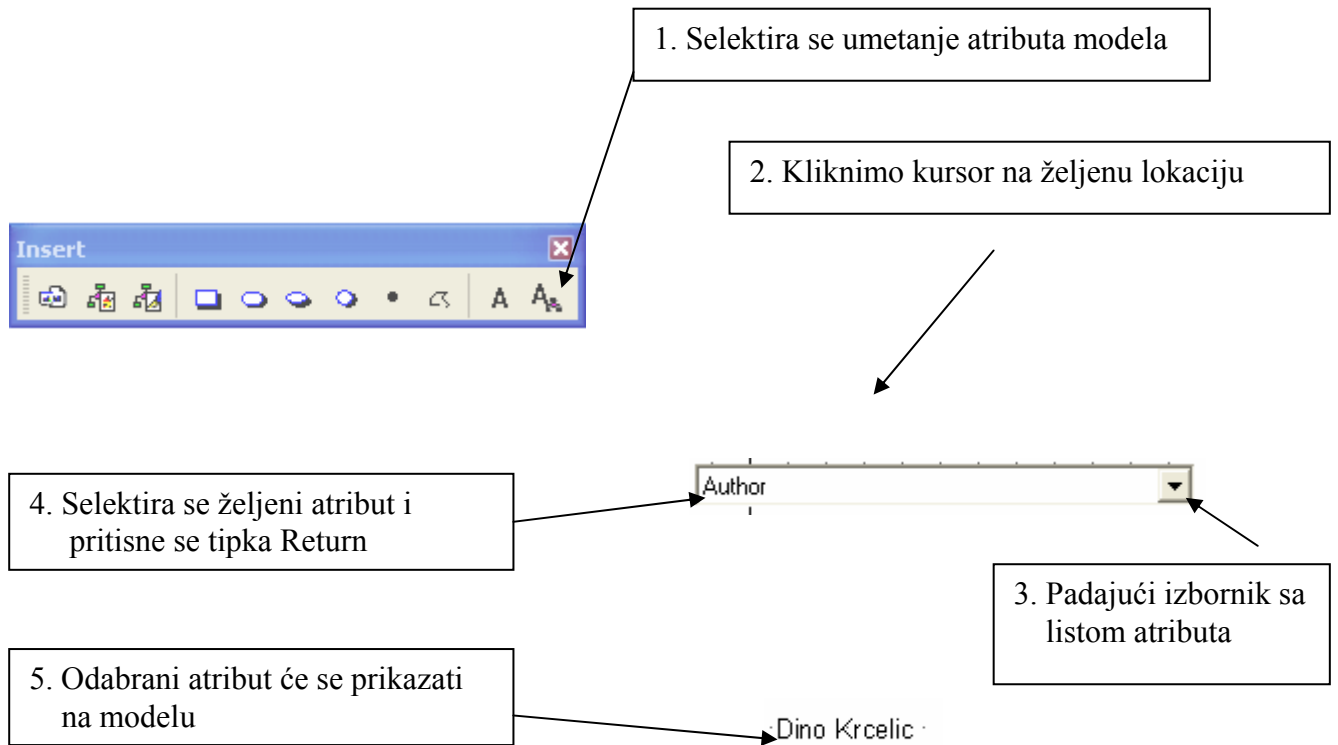 1. Selektira se umetanje atributa modela
2. Kliknimo kursor na željenu lokaciju
Insert
A A
Author
4. Selektira se željeni atribut i
pritisne se tipka Return
3. Padajući izbornik sa
listom atributa
5. Odabrani atribut će se prikazati
na modelu
Dino Krcelic